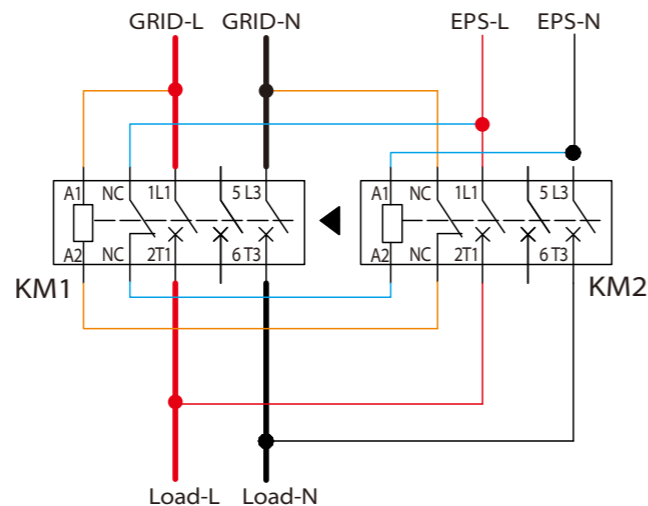 GRID-L GRID-N EPS-L EPS-N
A1 NC 1L1 5 L3 A1 NC 1L1 5 L3
A2 NC 2T1 6 T3 A2 NC 2T1 6 T3
KM1 KM2
Load-L Load-N